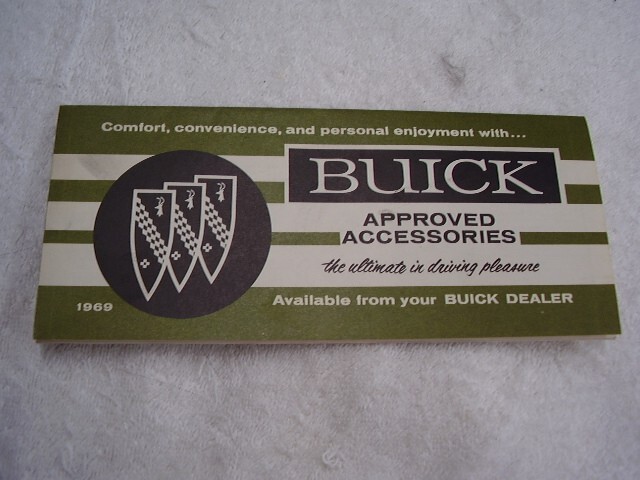 Comfort, convenience, and personal enjoyment with...
BUICK
APPROVED
ACCESSORIES
the ultimate in driving pleasure
1969
Available from your BUICK DEALER